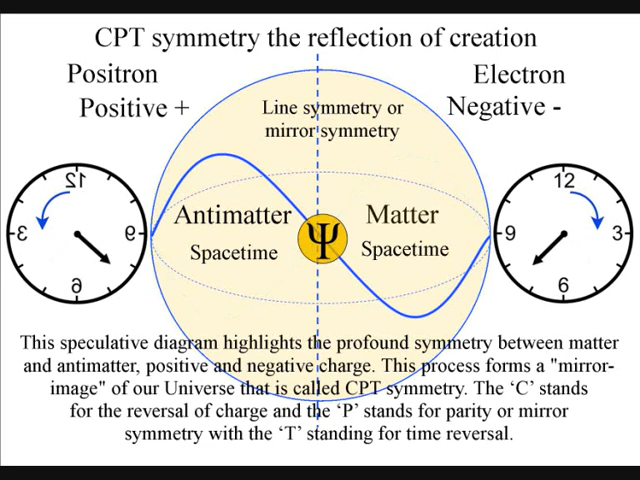 CPT symmetry the reflection of creation
Positron
Positive +
Electron
Negative -
Line symmetry or
mirror symmetry
12
3
9
6
Antimatter
Spacetime
Ψ
Matter
Spacetime
12
9
3
6
This speculative diagram highlights the profound symmetry between matter
and antimatter, positive and negative charge. This process forms a "mirror-
image" of our Universe that is called CPT symmetry. The ‘C’ stands
for the reversal of charge and the ‘P’ stands for parity or mirror
symmetry with the ‘T’ standing for time reversal.